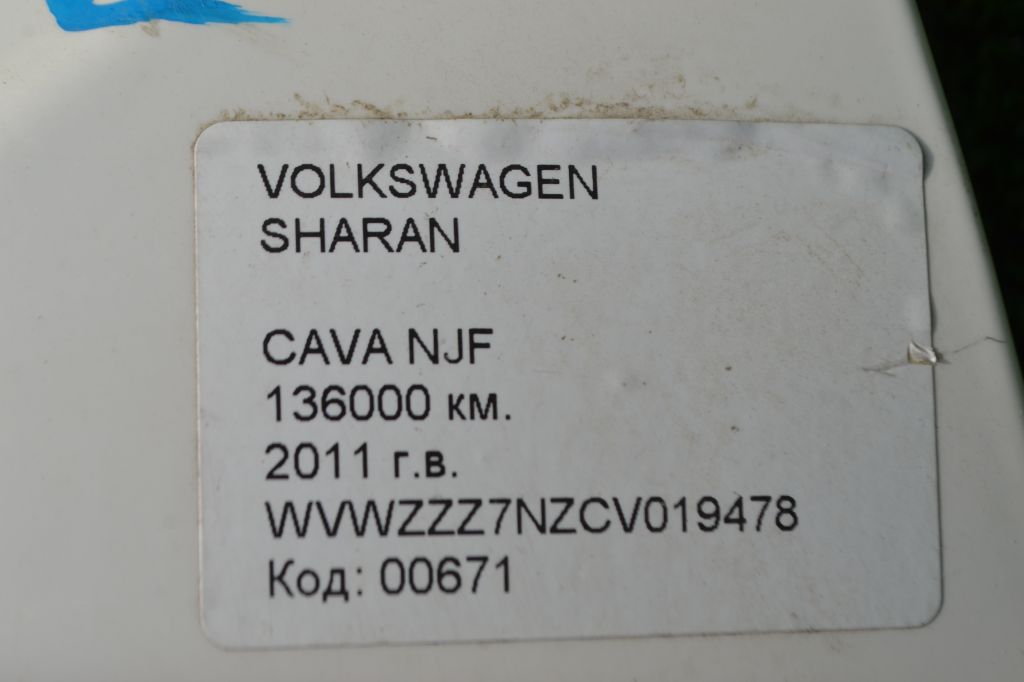 VOLKSWAGEN
SHARAN
CAVA NJF
136000 км.
2011 г.в.
WVWZZZ7NZCV019478
Код: 00671